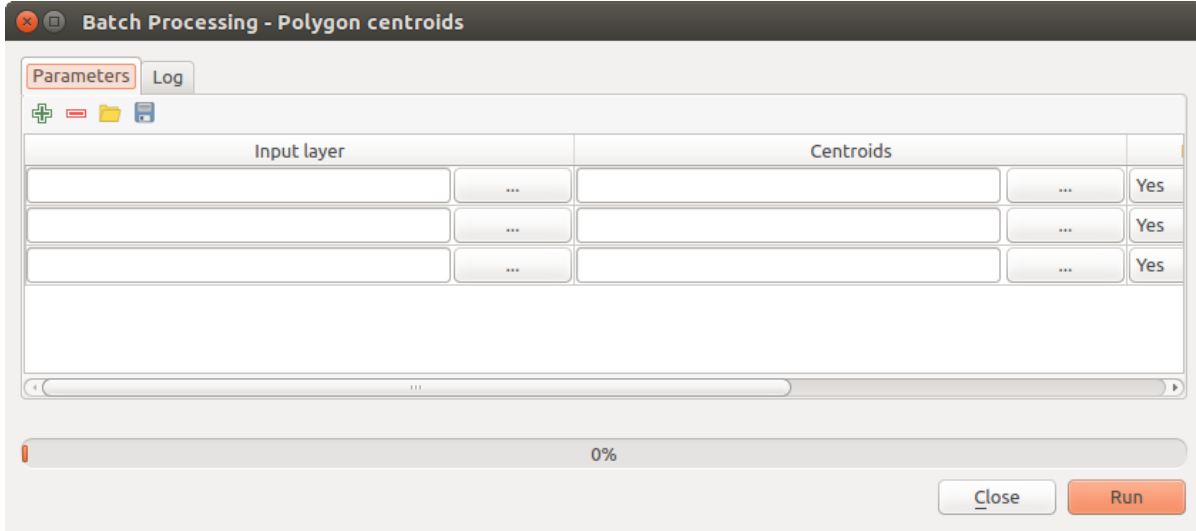 Batch Processing - Polygon centroids
Parameters Log
Input layer Centroids
... ... Yes
... ... Yes
... ... Yes
0%
Close Run